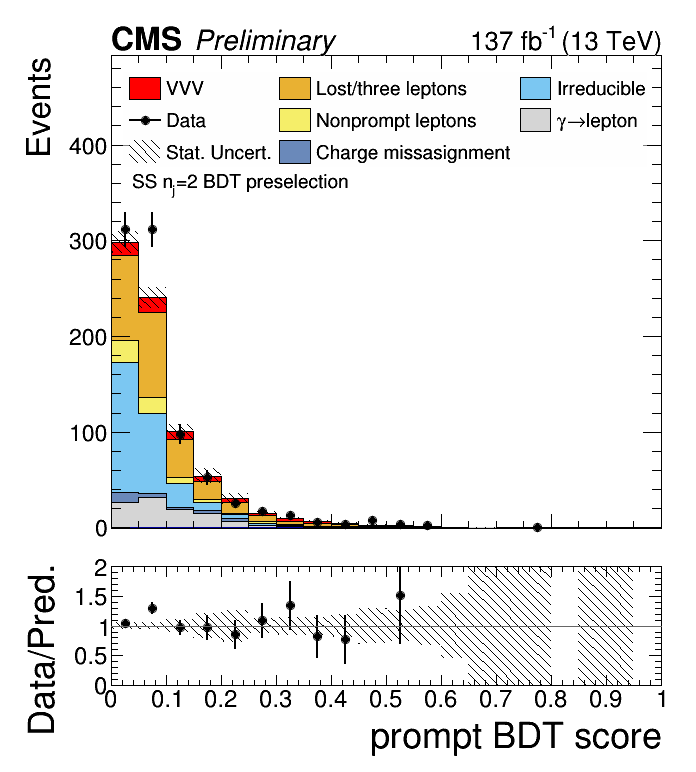 CMS Preliminary 137 fb⁻¹ (13 TeV)
Events
VVV Lost/three leptons Irreducible
Data Nonprompt leptons γ→lepton
Stat. Uncert. Charge missasignment
SS nj=2 BDT preselection
400
300
200
100
0
Data/Pred.
2
1.5
1
0.5
0
0 0.1 0.2 0.3 0.4 0.5 0.6 0.7 0.8 0.9 1
prompt BDT score